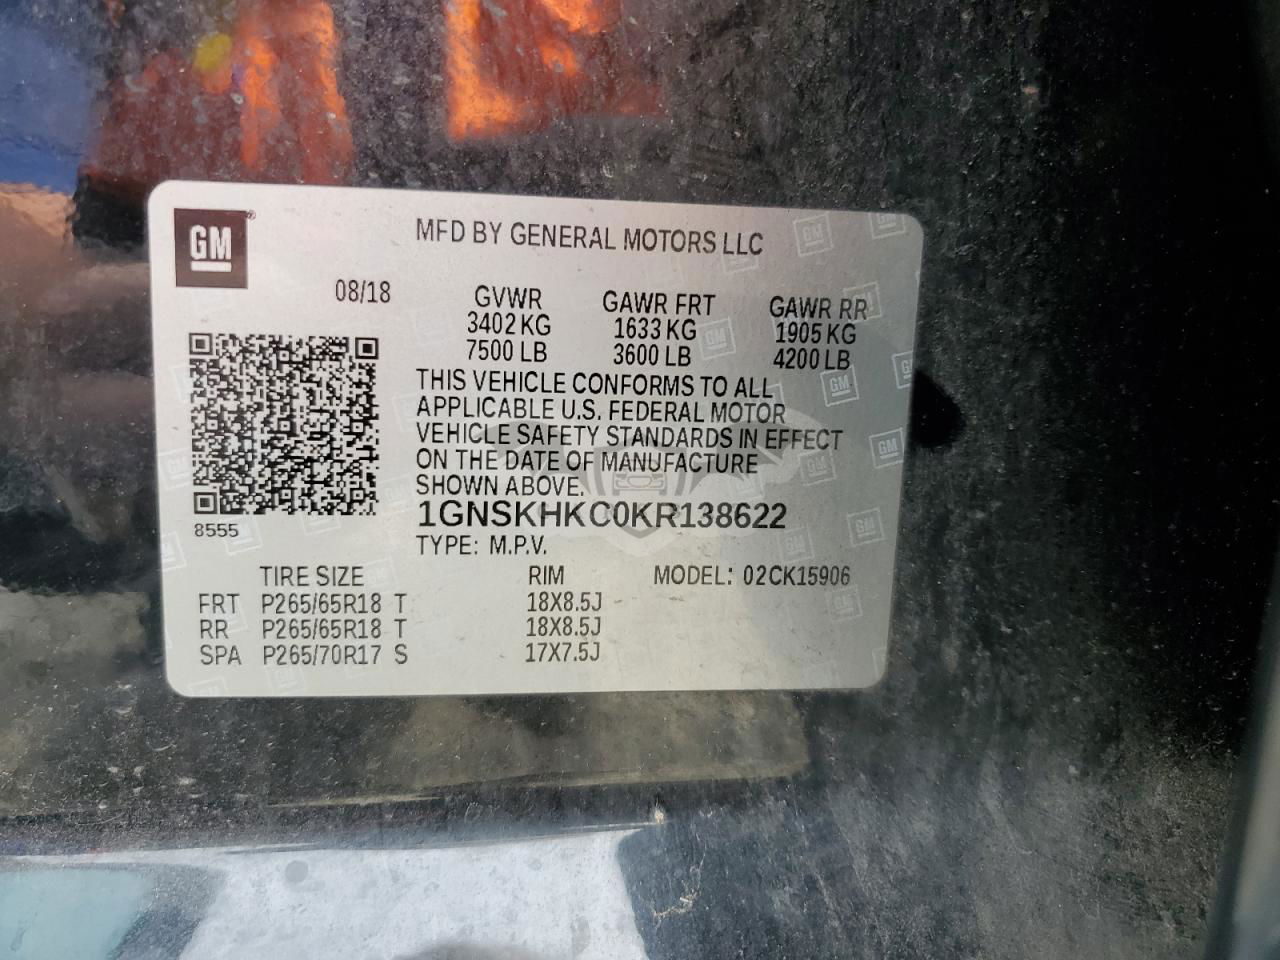 GM
MFD BY GENERAL MOTORS LLC
08/18 GVWR GAWR FRT GAWR RR
3402 KG 1633 KG 1905 KG
7500 LB 3600 LB 4200 LB
THIS VEHICLE CONFORMS TO ALL
APPLICABLE U.S. FEDERAL MOTOR
VEHICLE SAFETY STANDARDS IN EFFECT
ON THE DATE OF MANUFACTURE
SHOWN ABOVE.
1GNSKHKC0KR138622
8555
TYPE: M.P.V.
TIRE SIZE RIM MODEL: 02CK15906
FRT P265/65R18 T 18X8.5J
RR P265/65R18 T 18X8.5J
SPA P265/70R17 S 17X7.5J